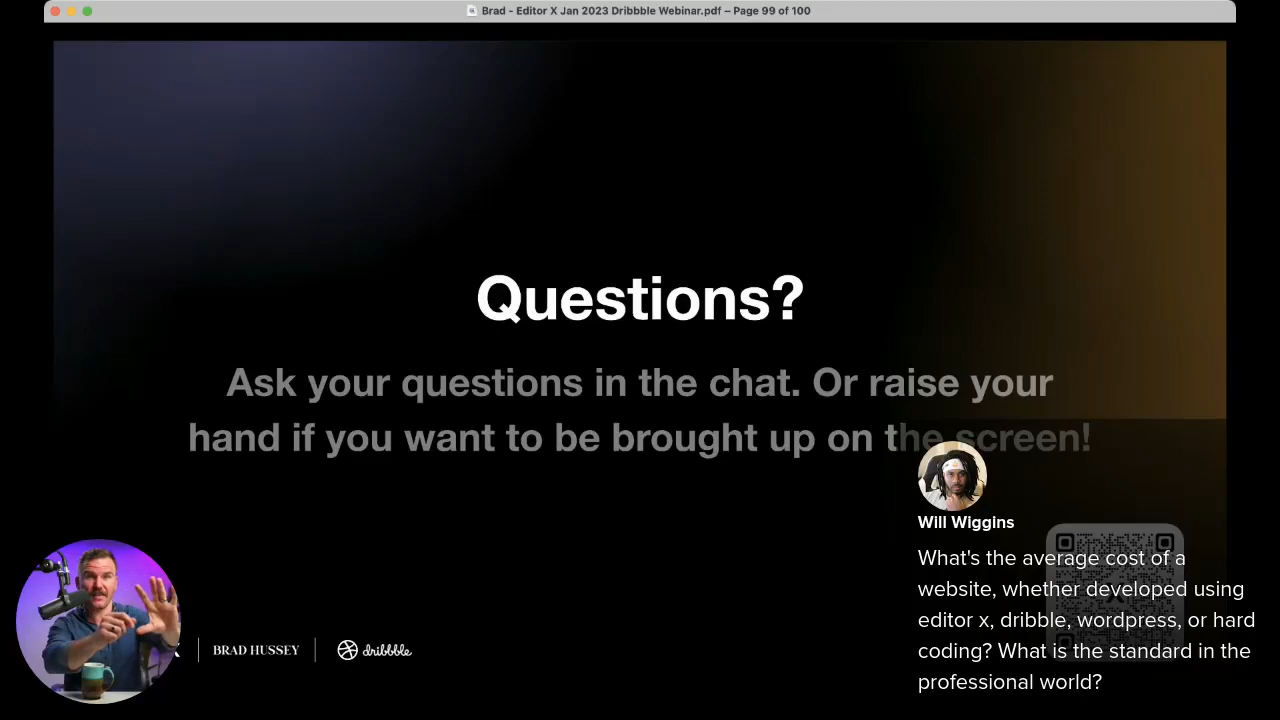 Brad - Editor X Jan 2023 Dribbble Webinar.pdf – Page 99 of 100
Questions?
Ask your questions in the chat. Or raise your
hand if you want to be brought up on the screen!
Will Wiggins
What's the average cost of a
website, whether developed using
editor x, dribble, wordpress, or hard
coding? What is the standard in the
professional world?
X
BRAD HUSSEY
dribbble